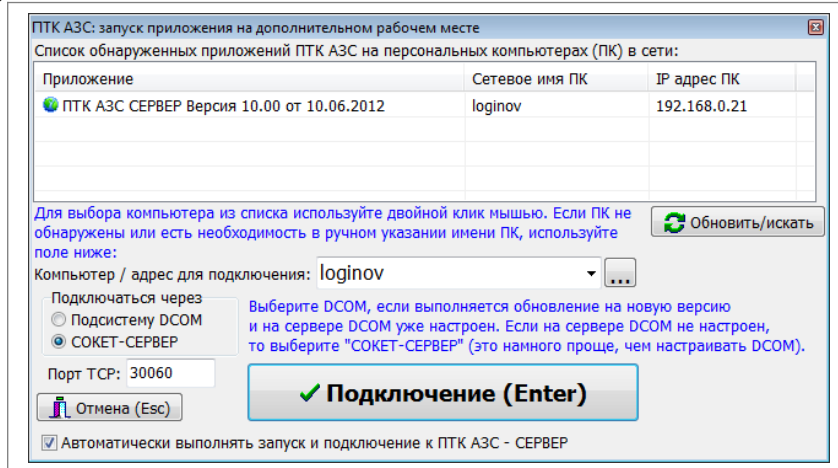 ПТК АЗС: запуск приложения на дополнительном рабочем месте
Список обнаруженных приложений ПТК АЗС на персональных компьютерах (ПК) в сети:
Приложение Сетевое имя ПК IP адрес ПК
ПТК АЗС СЕРВЕР Версия 10.00 от 10.06.2012 loginov 192.168.0.21
Для выбора компьютера из списка используйте двойной клик мышью. Если ПК не
обнаружены или есть необходимость в ручном указании имени ПК, используйте
поле ниже:
Обновить/искать
Компьютер / адрес для подключения: loginov ...
Подключаться через
Подсистему DCOM
СОКЕТ-СЕРВЕР
Выберите DCOM, если выполняется обновление на новую версию
и на сервере DCOM уже настроен. Если на сервере DCOM не настроен,
то выберите "СОКЕТ-СЕРВЕР" (это намного проще, чем настраивать DCOM).
Порт TCP: 30060
Подключение (Enter)
Отмена (Esc)
Автоматически выполнять запуск и подключение к ПТК АЗС - СЕРВЕР